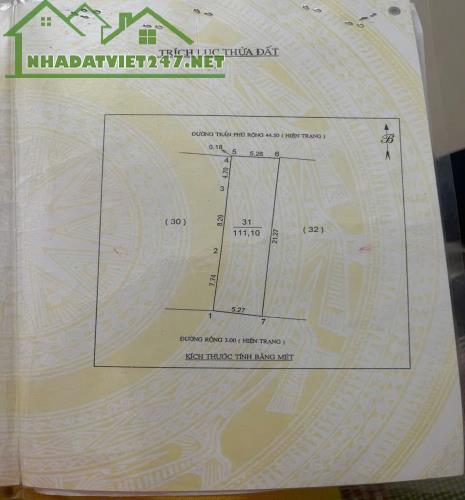 NHADATVIET247.NET
TRÍCH LỤC THỬA ĐẤT
ĐƯỜNG TRẦN PHÚ RỘNG 44.50 ( HIỆN TRẠNG )
B
0.18 5 5.26 6
4
4.70
3
( 30 )
8.20
31
111,10
21.27
( 32 )
2
7.74
1
5.27
7
ĐƯỜNG RỘNG 3.00 ( HIỆN TRẠNG )
KÍCH THƯỚC TÍNH BẰNG MÉT